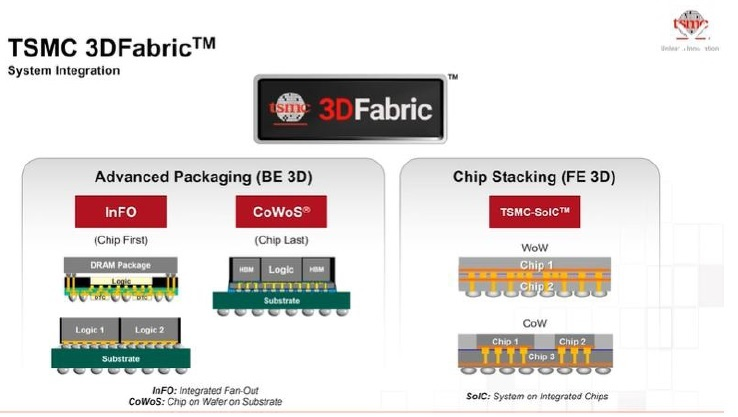 TSMC 3DFabric™
System Integration
tsmc
tsmc 3DFabric ™
Advanced Packaging (BE 3D)
InFO
CoWoS®
(Chip First)
(Chip Last)
DRAM Package
Logic
DTC DTC
HBM Logic HBM
Substrate
Logic 1 Logic 2
Substrate
InFO: Integrated Fan-Out
CoWoS: Chip on Wafer on Substrate
Chip Stacking (FE 3D)
TSMC-SoIC™
WoW
Chip 1
Chip 2
CoW
Chip 1 Chip 2
Chip 3
SoIC: System on Integrated Chips